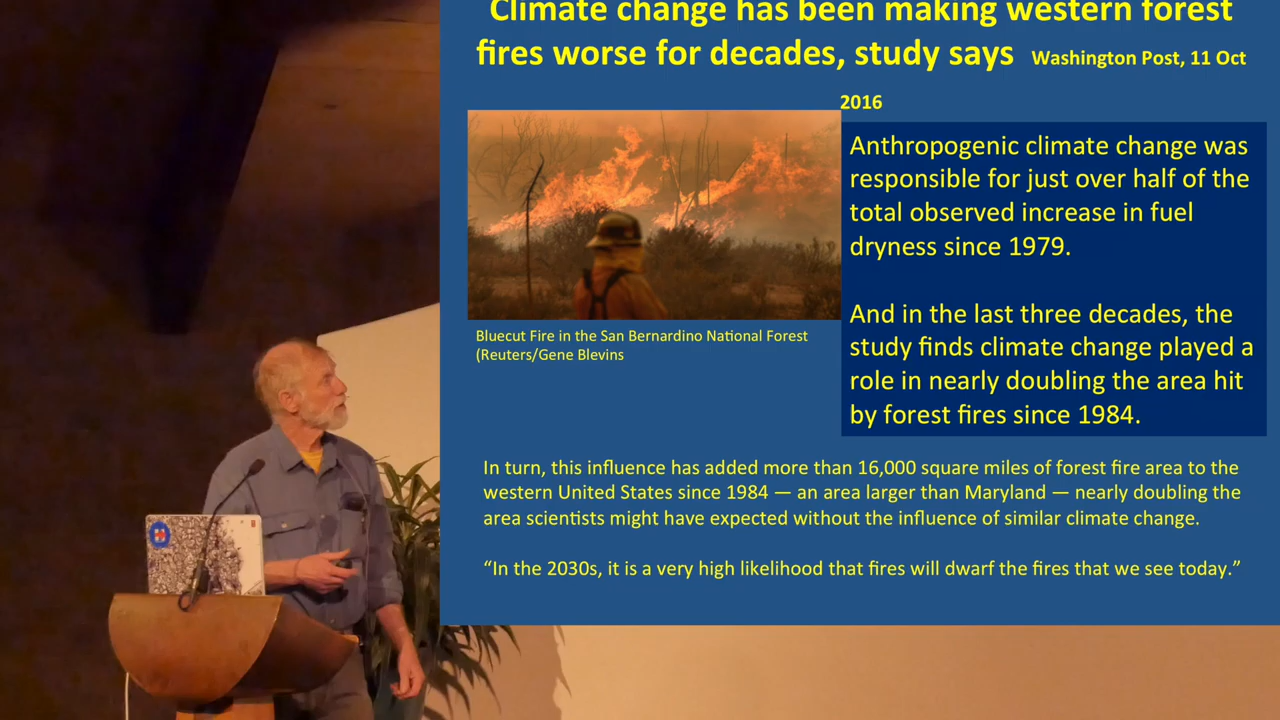 Climate change has been making western forest
fires worse for decades, study says Washington Post, 11 Oct
2016
Anthropogenic climate change was
responsible for just over half of the
total observed increase in fuel
dryness since 1979.
And in the last three decades, the
study finds climate change played a
role in nearly doubling the area hit
by forest fires since 1984.
Bluecut Fire in the San Bernardino National Forest
(Reuters/Gene Blevins
In turn, this influence has added more than 16,000 square miles of forest fire area to the
western United States since 1984 — an area larger than Maryland — nearly doubling the
area scientists might have expected without the influence of similar climate change.
“In the 2030s, it is a very high likelihood that fires will dwarf the fires that we see today.”